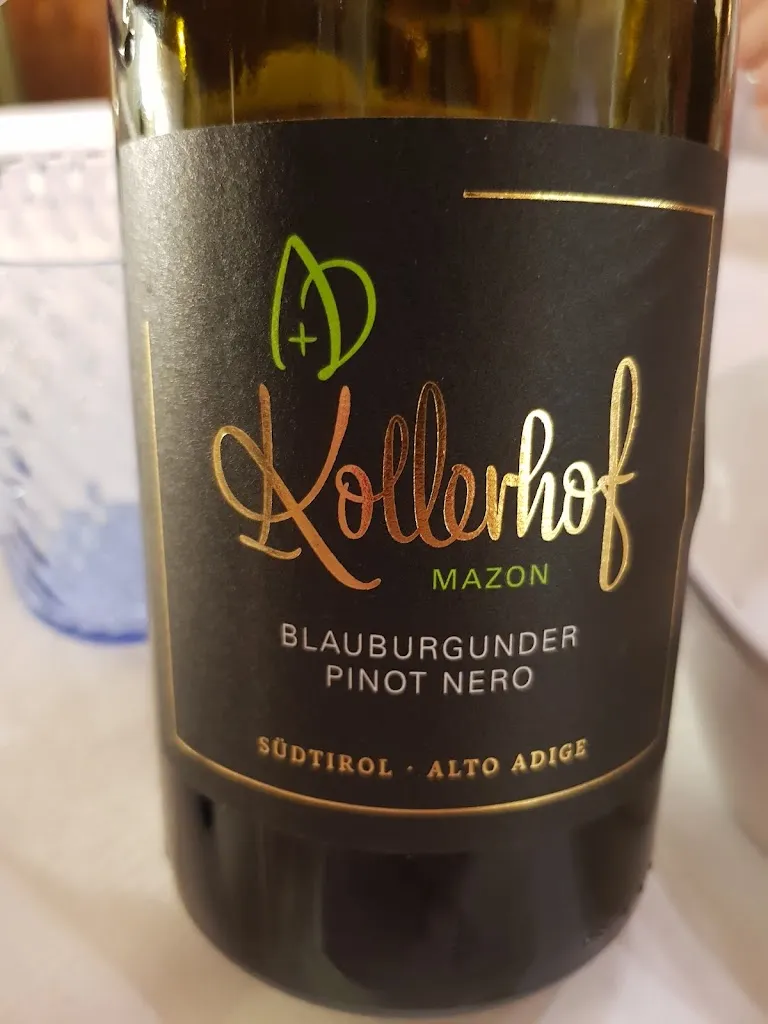 A+D
Kollerhof
MAZON
BLAUBURGUNDER
PINOT NERO
SÜDTIROL · ALTO ADIGE